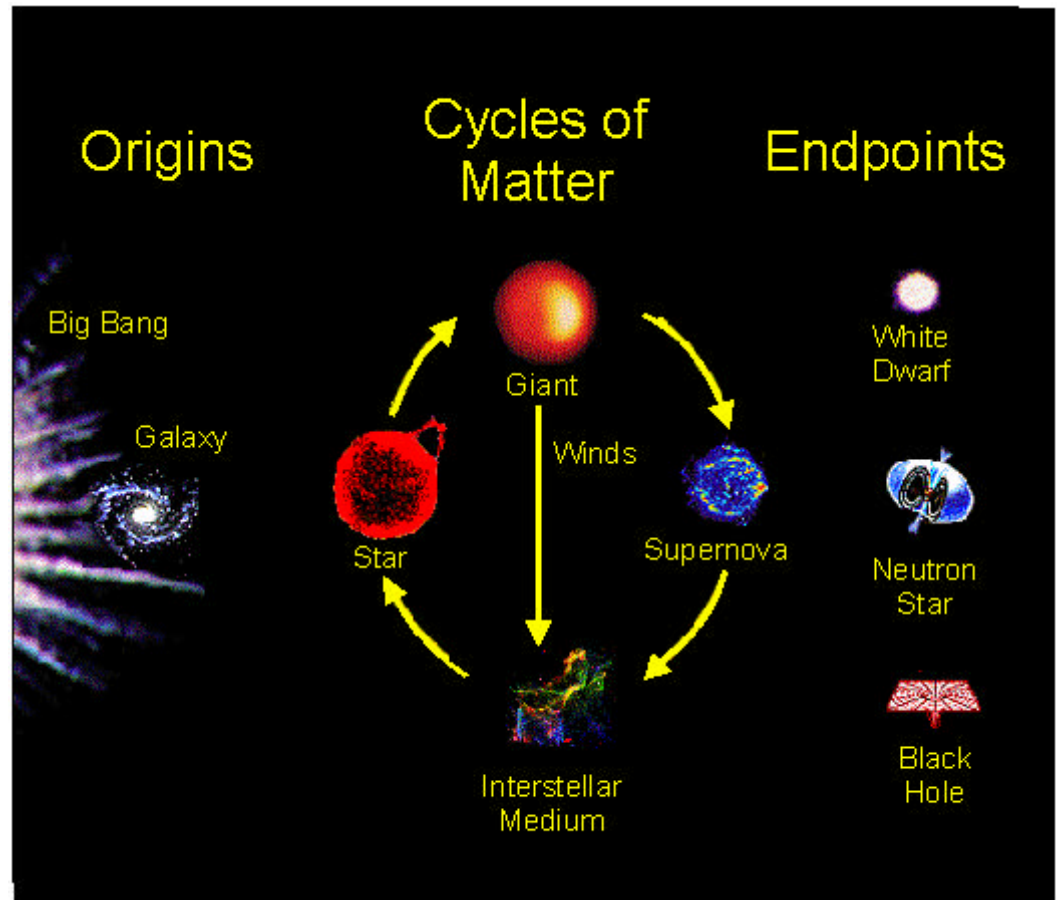 Origins
Cycles of
Matter
Endpoints
Big Bang
Galaxy
Giant
Winds
Star
Supernova
Interstellar
Medium
White
Dwarf
Neutron
Star
Black
Hole